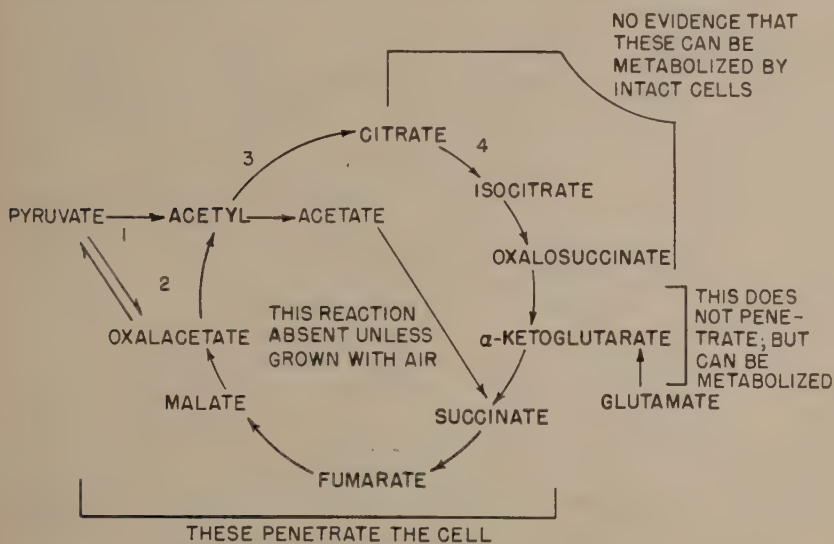 NO EVIDENCE THAT
THESE CAN BE
METABOLIZED BY
INTACT CELLS
CITRATE
3
4
ISOCITRATE
PYRUVATE
1
ACETYL
ACETATE
OXALOSUCCINATE
2
THIS REACTION
ABSENT UNLESS
GROWN WITH AIR
OXALACETATE
α-KETOGLUTARATE
THIS DOES
NOT PENE-
TRATE; BUT
CAN BE
METABOLIZED
MALATE
GLUTAMATE
SUCCINATE
FUMARATE
THESE PENETRATE THE CELL